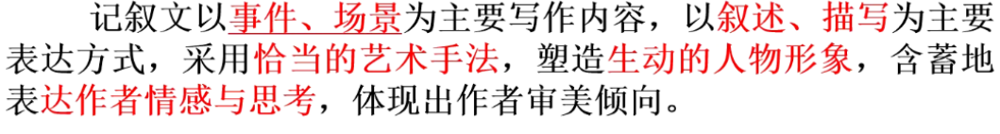 记叙文以事件、场景为主要写作内容，以叙述、描写为主要
表达方式，采用恰当的艺术手法，塑造生动的人物形象，含蓄地
表达作者情感与思考，体现出作者审美倾向。